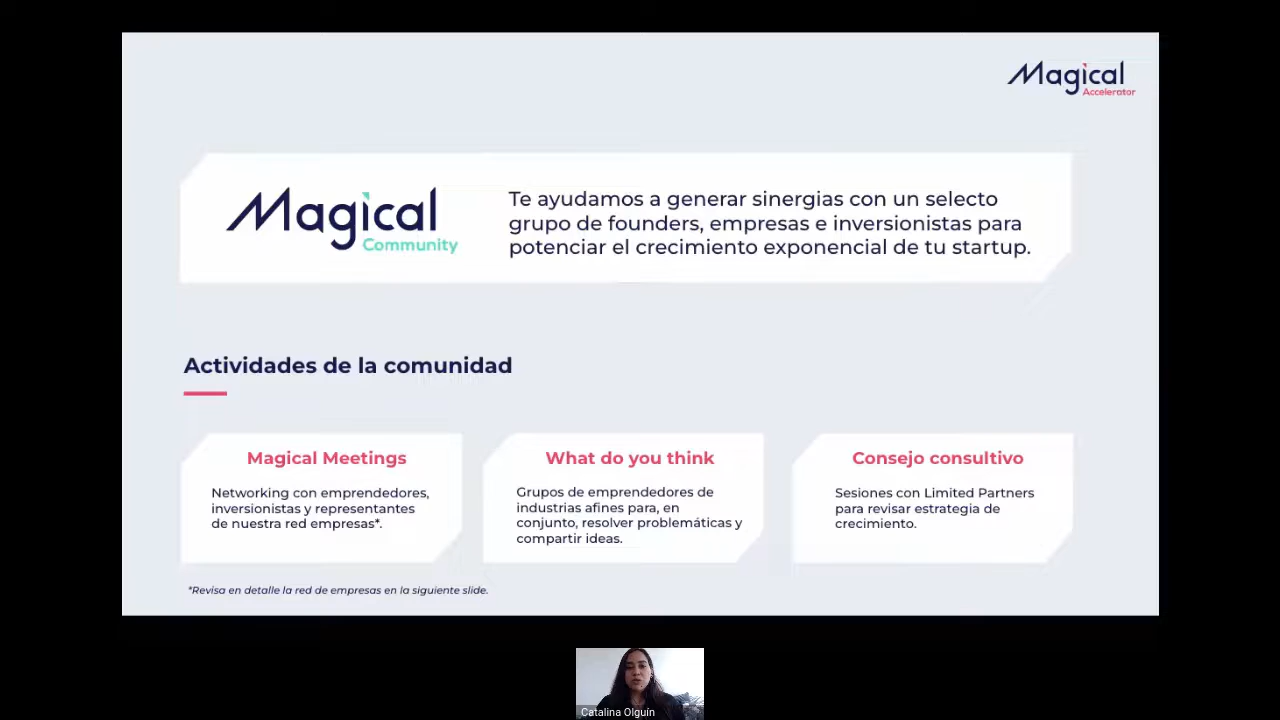 Magical
Accelerator
Magical
Community
Te ayudamos a generar sinergias con un selecto
grupo de founders, empresas e inversionistas para
potenciar el crecimiento exponencial de tu startup.
Actividades de la comunidad
Magical Meetings
Networking con emprendedores,
inversionistas y representantes
de nuestra red empresas*.
What do you think
Grupos de emprendedores de
industrias afines para, en
conjunto, resolver problemáticas y
compartir ideas.
Consejo consultivo
Sesiones con Limited Partners
para revisar estrategia de
crecimiento.
*Revisa en detalle la red de empresas en la siguiente slide.
Catalina Olguín